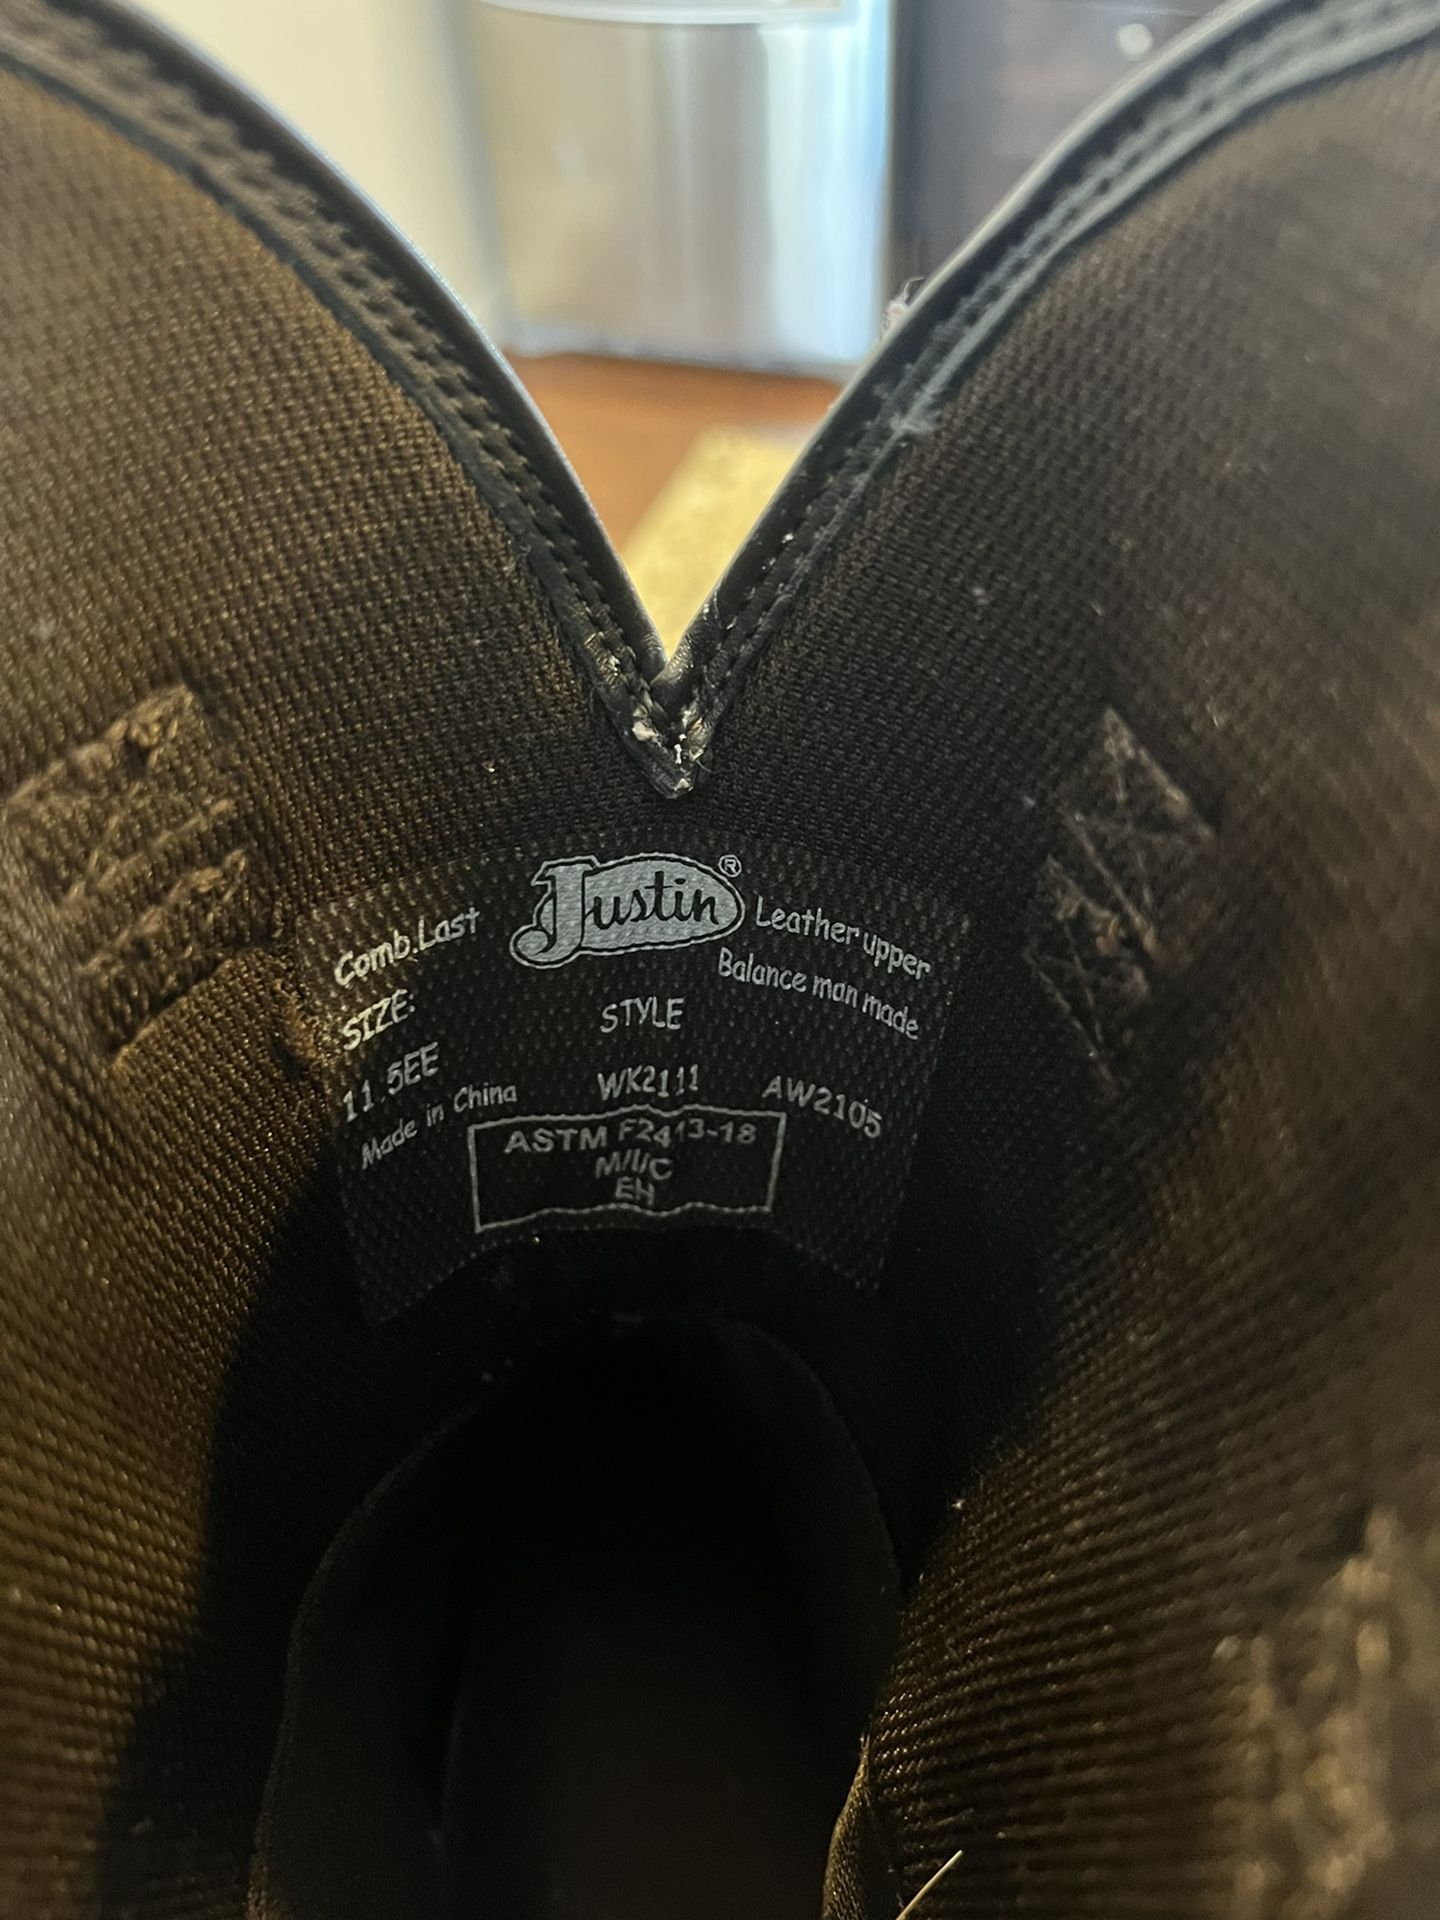 Justin®
Comb.Last
Leather upper
Balance man made
SIZE:
STYLE
11.5EE
WK2111
AW2105
Made in China
ASTM F2413-18
M/I/C
EH